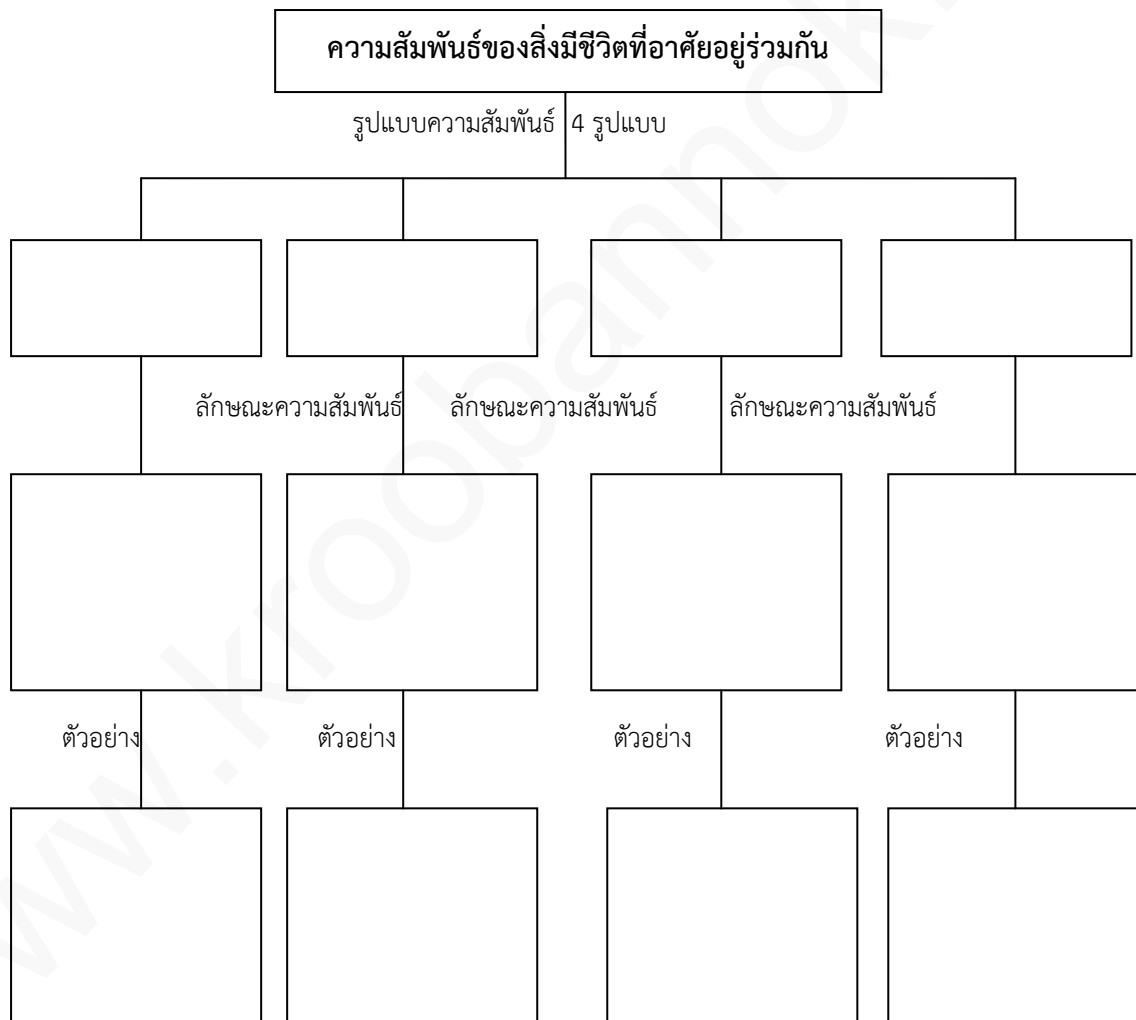 ความสัมพันธ์ของสิ่งมีชีวิตที่อาศัยอยู่ร่วมกัน
รูปแบบความสัมพันธ์ 4 รูปแบบ
ลักษณะความสัมพันธ์ ลักษณะความสัมพันธ์ ลักษณะความสัมพันธ์
ตัวอย่าง ตัวอย่าง ตัวอย่าง ตัวอย่าง